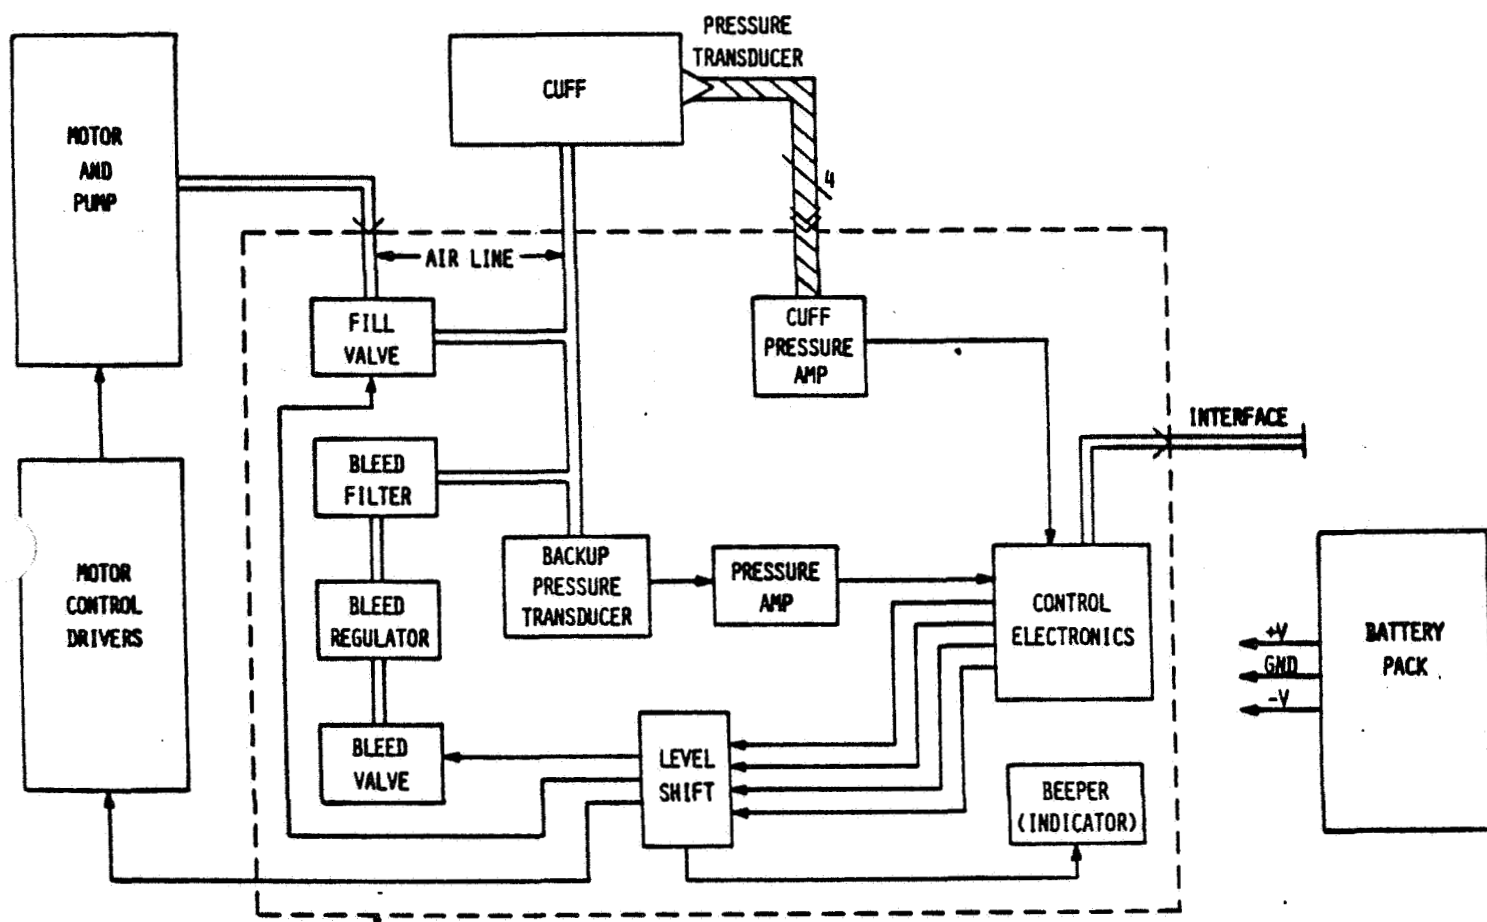 PRESSURE
TRANSDUCER
CUFF
MOTOR
AND
PUMP
4
AIR LINE
FILL
VALVE
CUFF
PRESSURE
AMP
INTERFACE
BLEED
FILTER
BACKUP
PRESSURE
TRANSDUCER
PRESSURE
AMP
CONTROL
ELECTRONICS
MOTOR
CONTROL
DRIVERS
BLEED
REGULATOR
+V
GND
-V
BATTERY
PACK
BLEED
VALVE
LEVEL
SHIFT
BEEPER
(INDICATOR)